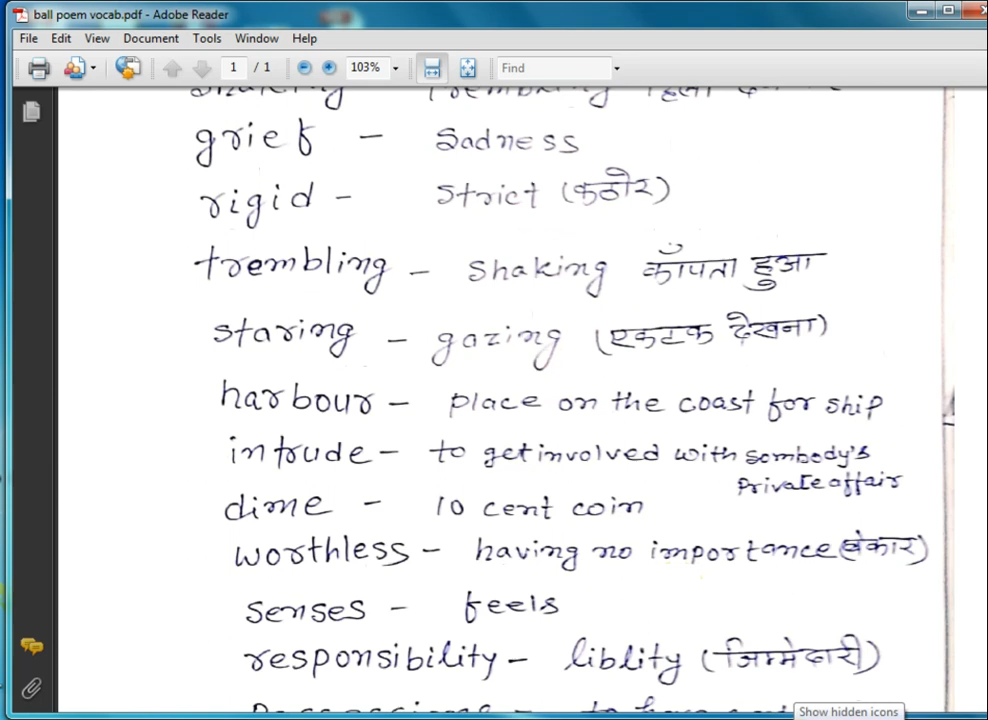 ball poem vocab.pdf - Adobe Reader
File Edit View Document Tools Window Help
1 / 1 103% Find
shaking trembling हिला
grief - Sadness
rigid - Strict (कठोर)
trembling - Shaking काँपता हुआ
staring - gazing (एकटक देखना)
harbour - place on the coast for ship
intrude - to get involved with sombody's
Private affair
dime - 10 cent coin
worthless - having no importance (बेकार)
senses - feels
responsibility - liblity (जिम्मेदारी)
Show hidden icons